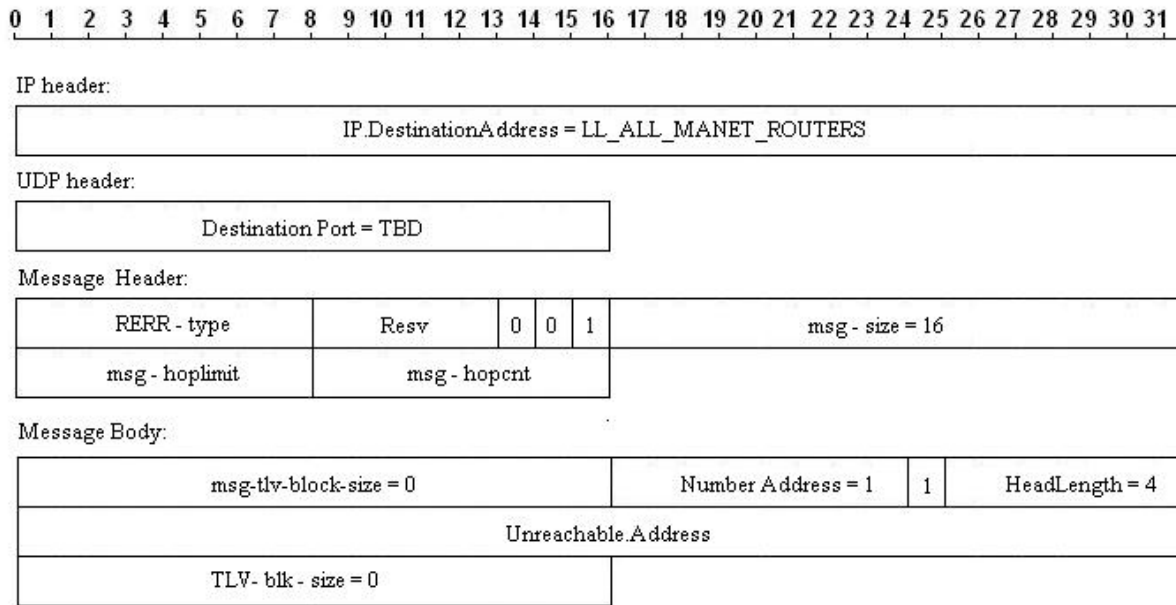 0 1 2 3 4 5 6 7 8 9 10 11 12 13 14 15 16 17 18 19 20 21 22 23 24 25 26 27 28 29 30 31
IP header:
IP.DestinationAddress = LL_ALL_MANET_ROUTERS
UDP header:
Destination Port = TBD
Message Header:
RERR - type Resv 0 0 1 msg - size = 16
msg - hoplimit msg - hopcnt
Message Body:
msg-tlv-block-size = 0 Number Address = 1 1 HeadLength = 4
Unreachable.Address
TLV- blk - size = 0